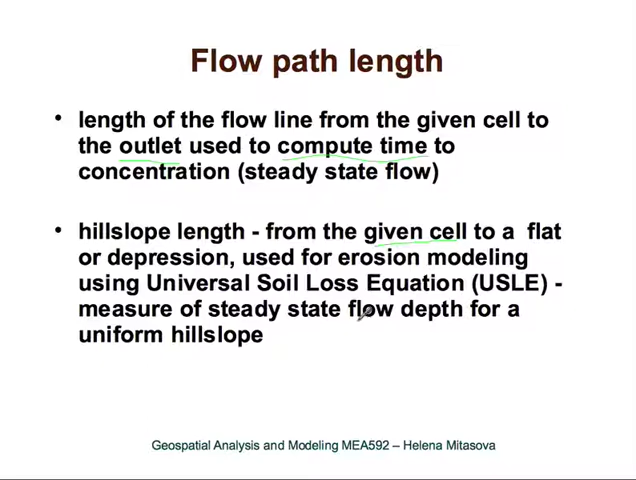 Flow path length
• length of the flow line from the given cell to
the outlet used to compute time to
concentration (steady state flow)
• hillslope length - from the given cell to a flat
or depression, used for erosion modeling
using Universal Soil Loss Equation (USLE) -
measure of steady state flow depth for a
uniform hillslope
Geospatial Analysis and Modeling MEA592 – Helena Mitasova